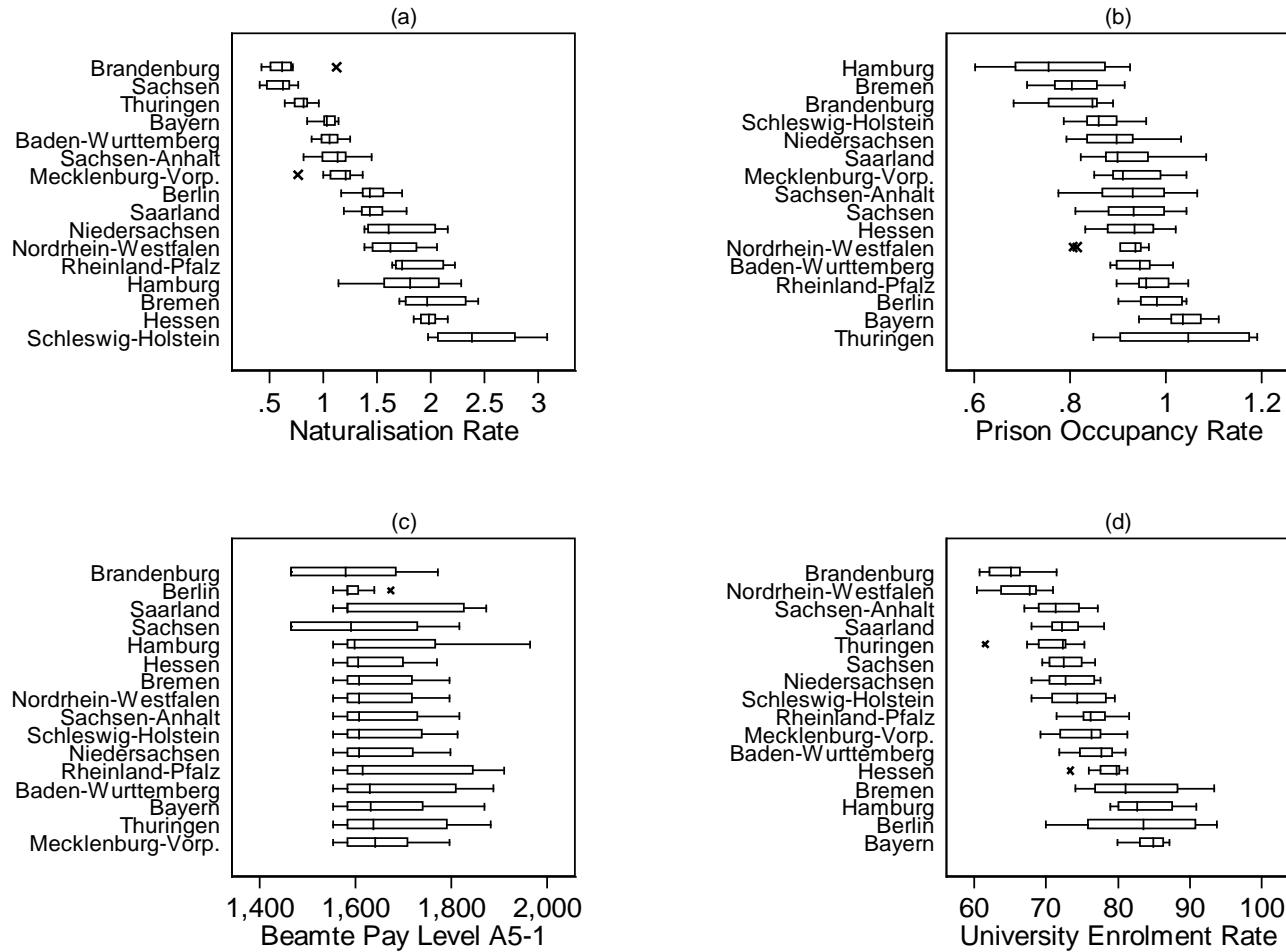 (a)
Brandenburg
Sachsen
Thuringen
Bayern
Baden-Wurttemberg
Sachsen-Anhalt
Mecklenburg-Vorp.
Berlin
Saarland
Niedersachsen
Nordrhein-Westfalen
Rheinland-Pfalz
Hamburg
Bremen
Hessen
Schleswig-Holstein
.5 1 1.5 2 2.5 3
Naturalisation Rate
(b)
Hamburg
Bremen
Brandenburg
Schleswig-Holstein
Niedersachsen
Saarland
Mecklenburg-Vorp.
Sachsen-Anhalt
Sachsen
Hessen
Nordrhein-Westfalen
Baden-Wurttemberg
Rheinland-Pfalz
Berlin
Bayern
Thuringen
.6 .8 1 1.2
Prison Occupancy Rate
(c)
Brandenburg
Berlin
Saarland
Sachsen
Hamburg
Hessen
Bremen
Nordrhein-Westfalen
Sachsen-Anhalt
Schleswig-Holstein
Niedersachsen
Rheinland-Pfalz
Baden-Wurttemberg
Bayern
Thuringen
Mecklenburg-Vorp.
1,400 1,600 1,800 2,000
Beamte Pay Level A5-1
(d)
Brandenburg
Nordrhein-Westfalen
Sachsen-Anhalt
Saarland
Thuringen
Sachsen
Niedersachsen
Schleswig-Holstein
Rheinland-Pfalz
Mecklenburg-Vorp.
Baden-Wurttemberg
Hessen
Bremen
Hamburg
Berlin
Bayern
60 70 80 90 100
University Enrolment Rate